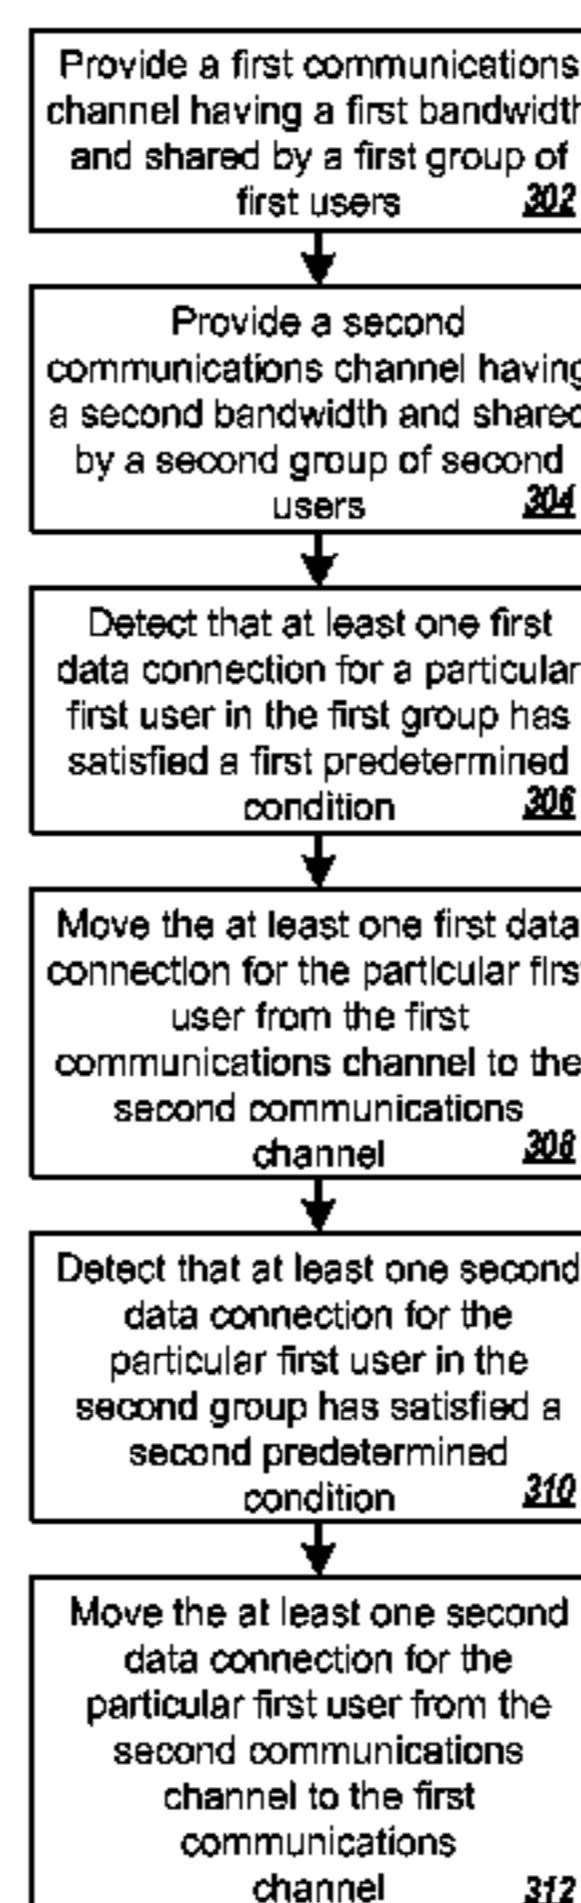 Provide a first communications
channel having a first bandwidth
and shared by a first group of
first users 302
Provide a second
communications channel having
a second bandwidth and shared
by a second group of second
users 304
Detect that at least one first
data connection for a particular
first user in the first group has
satisfied a first predetermined
condition 306
Move the at least one first data
connection for the particular first
user from the first
communications channel to the
second communications
channel 308
Detect that at least one second
data connection for the
particular first user in the
second group has satisfied a
second predetermined
condition 310
Move the at least one second
data connection for the
particular first user from the
second communications
channel to the first
communications
channel 312